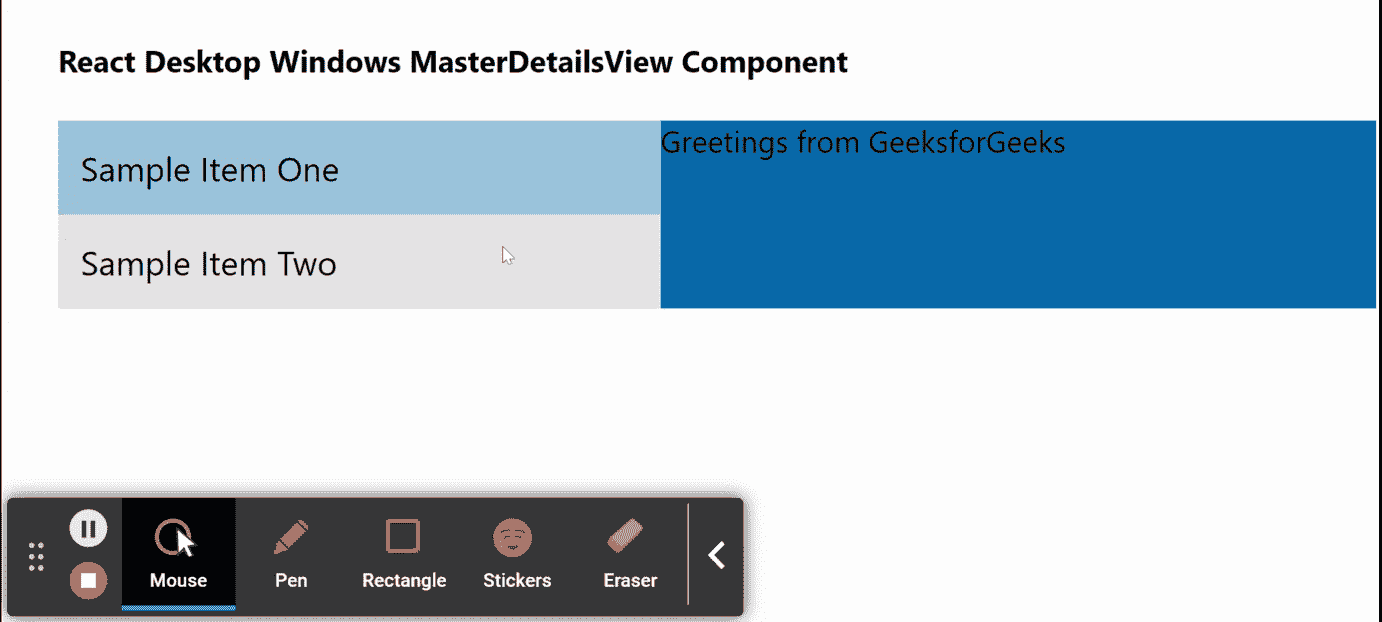 React Desktop Windows MasterDetailsView Component
Sample Item One
Greetings from GeeksforGeeks
Sample Item Two
Mouse
Pen
Rectangle
Stickers
Eraser